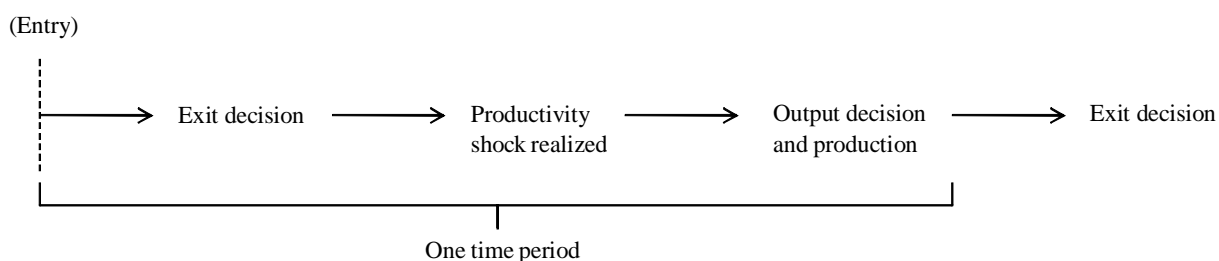 (Entry)
Exit decision
Productivity
shock realized
Output decision
and production
Exit decision
One time period